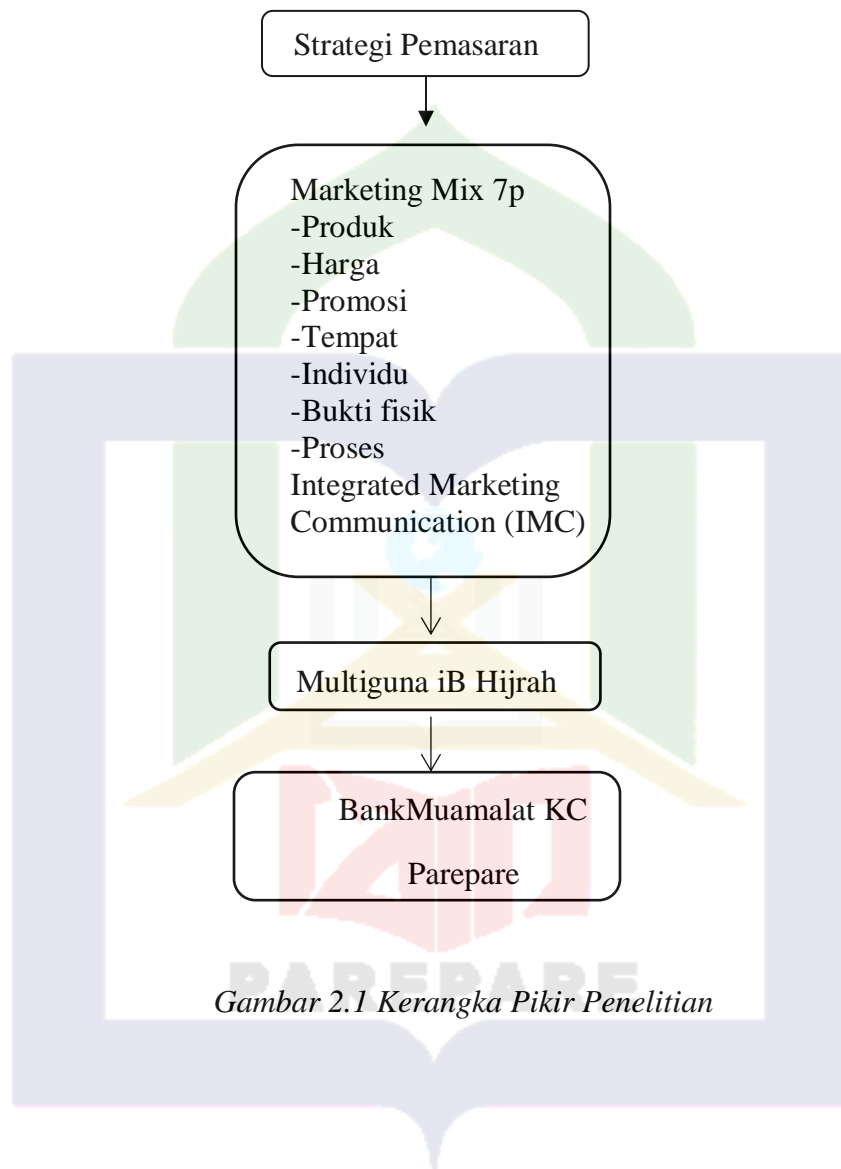 Strategi Pemasaran
Marketing Mix 7p
-Produk
-Harga
-Promosi
-Tempat
-Individu
-Bukti fisik
-Proses
Integrated Marketing
Communication (IMC)
Multiguna iB Hijrah
BankMuamalat KC
Parepare
PAREPARE
Gambar 2.1 Kerangka Pikir Penelitian